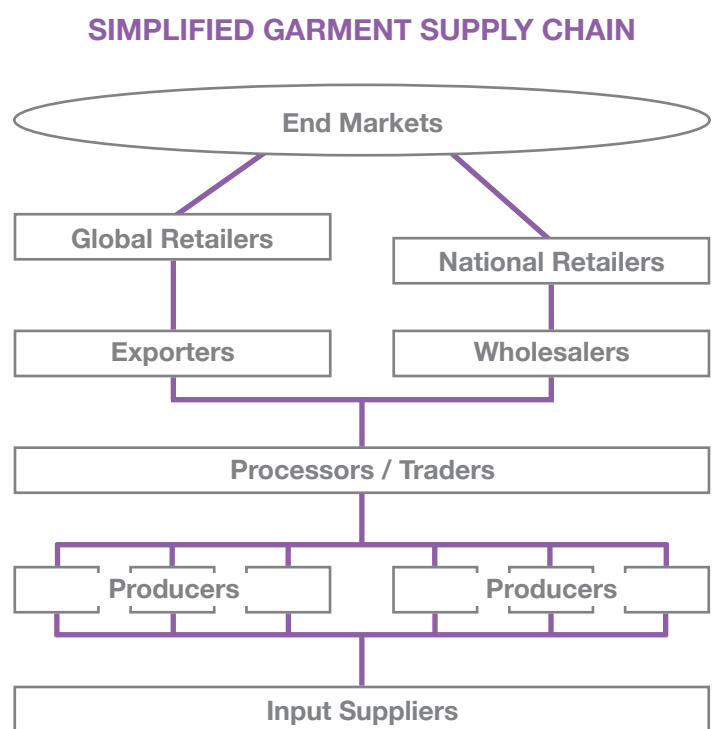 SIMPLIFIED GARMENT SUPPLY CHAIN
End Markets
Global Retailers
National Retailers
Exporters
Wholesalers
Processors / Traders
Producers
Producers
Input Suppliers